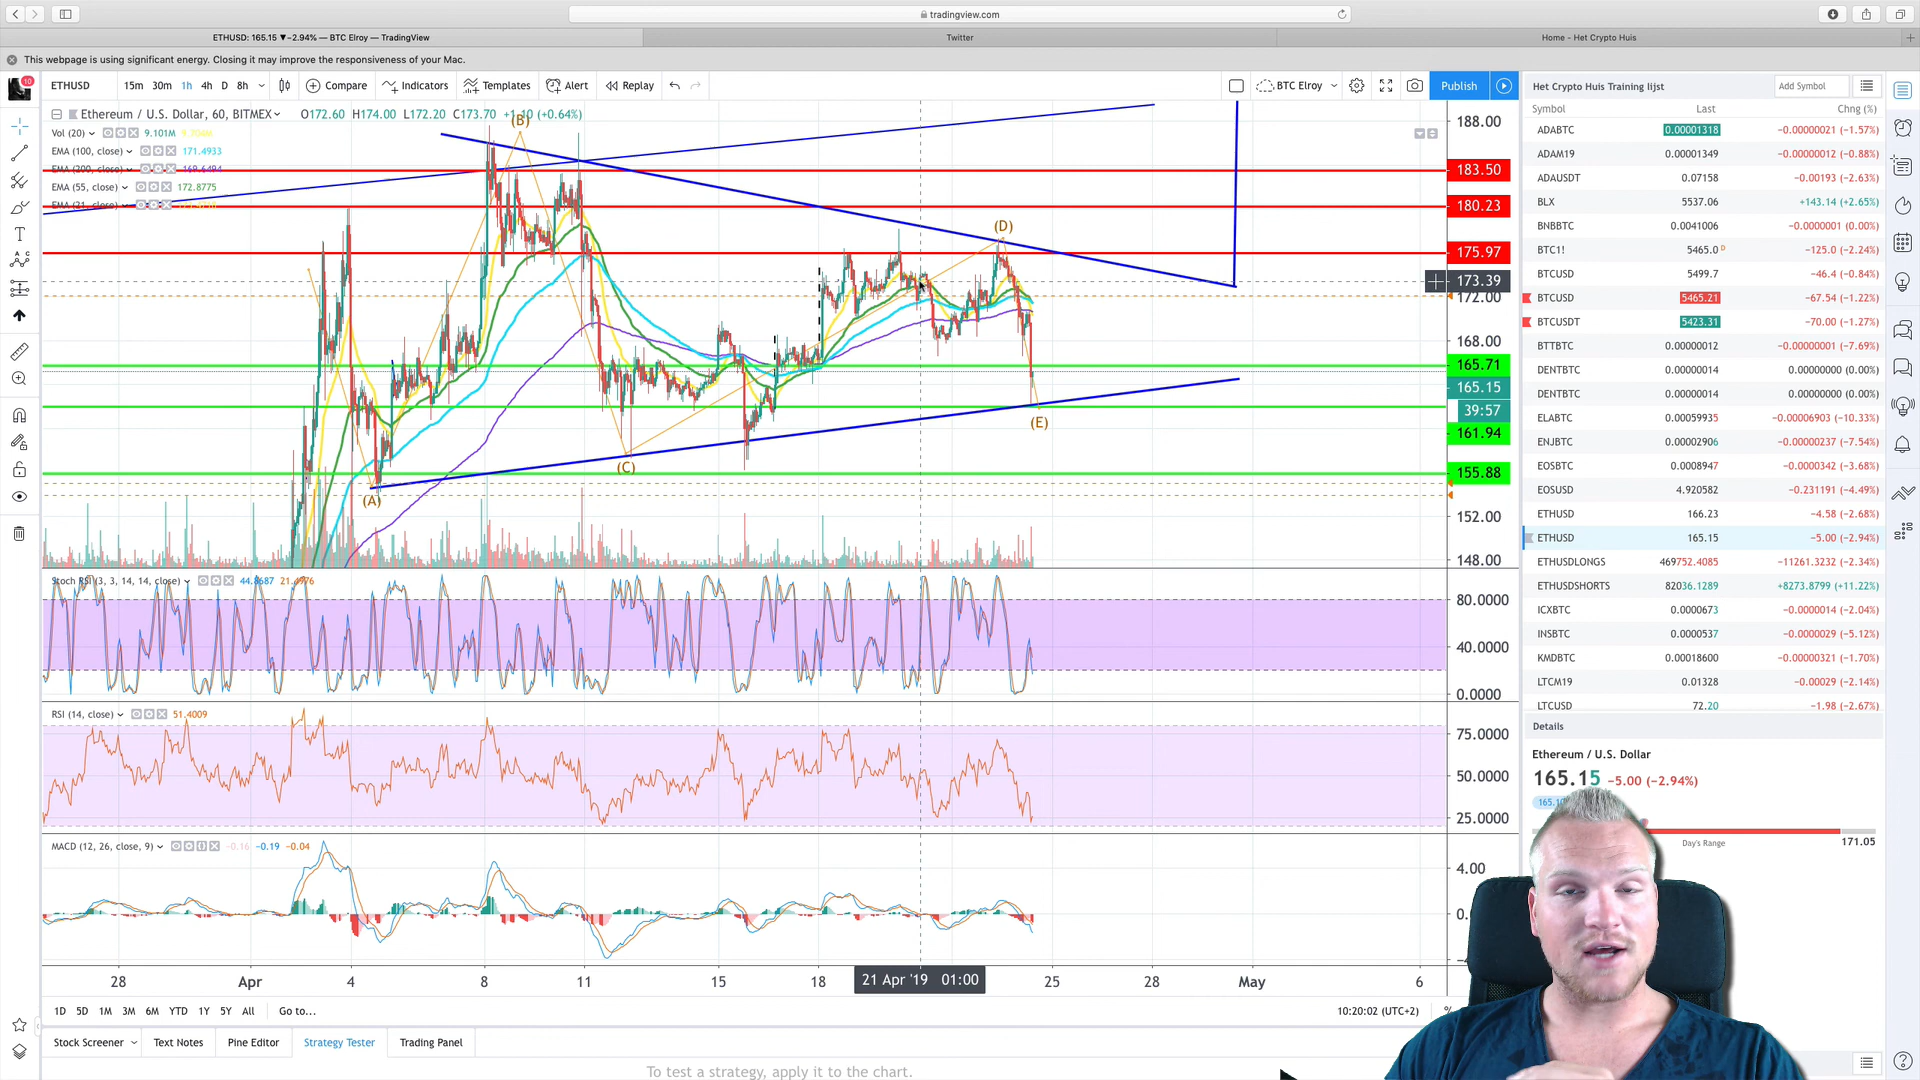 tradingview.com
ETHUSD: 165.15 ▼−2.94% — BTC Elroy — TradingView
Twitter
Home - Het Crypto Huis
This webpage is using significant energy. Closing it may improve the responsiveness of your Mac.
10
ETHUSD 15m 30m 1h 4h D 8h Compare Indicators Templates Alert Replay BTC Elroy Publish
Het Crypto Huis Training lijst Add Symbol
Ethereum / U.S. Dollar, 60, BITMEX O172.60 H174.00 L172.20 C173.70 +1.10 (+0.64%)
Vol (20) 9.101M
EMA (100, close) 171.4933
EMA (200, close) 169.6494
EMA (55, close) 172.8775
EMA (21, close)
(B)
(D)
(E)
(C)
(A)
188.00
183.50
180.23
175.97
173.39
172.00
168.00
165.71
165.15
39:57
161.94
155.88
152.00
148.00
Stoch RSI (3, 3, 14, 14, close) 44.8687 21.4976
80.0000
40.0000
0.0000
RSI (14, close) 51.4009
75.0000
50.0000
25.0000
MACD (12, 26, close, 9) −0.16 −0.19 −0.04
4.00
0.
28 Apr 4 8 11 15 18 21 Apr '19 01:00 25 28 May 6
1D 5D 1M 3M 6M YTD 1Y 5Y All Go to... 10:20:02 (UTC+2) %
Stock Screener Text Notes Pine Editor Strategy Tester Trading Panel
To test a strategy, apply it to the chart.
Symbol Last Chng (%)
ADABTC 0.00001318 −0.00000021 (−1.57%)
ADAM19 0.00001349 −0.00000012 (−0.88%)
ADAUSDT 0.07158 −0.00193 (−2.63%)
BLX 5537.06 +143.14 (+2.65%)
BNBBTC 0.0041006 −0.0000001 (0.00%)
BTC1! 5465.0 D −125.0 (−2.24%)
BTCUSD 5499.7 −46.4 (−0.84%)
BTCUSD 5465.21 −67.54 (−1.22%)
BTCUSDT 5423.31 −70.00 (−1.27%)
BTTBTC 0.00000012 −0.00000001 (−7.69%)
DENTBTC 0.00000014 0.00000000 (0.00%)
DENTBTC 0.00000014 0.00000000 (0.00%)
ELABTC 0.00059935 −0.00006903 (−10.33%)
ENJBTC 0.00002906 −0.00000237 (−7.54%)
EOSBTC 0.0008947 −0.0000342 (−3.68%)
EOSUSD 4.920582 −0.231191 (−4.49%)
ETHUSD 166.23 −4.58 (−2.68%)
ETHUSD 165.15 −5.00 (−2.94%)
ETHUSDLONGS 469752.4085 −11261.3232 (−2.34%)
ETHUSDSHORTS 82036.1289 +8273.8799 (+11.22%)
ICXBTC 0.0000673 −0.0000014 (−2.04%)
INSBTC 0.0000537 −0.0000029 (−5.12%)
KMDBTC 0.00018600 −0.00000321 (−1.70%)
LTCM19 0.01328 −0.00029 (−2.14%)
LTCUSD 72.20 −1.98 (−2.67%)
Details
Ethereum / U.S. Dollar
165.15 −5.00 (−2.94%)
Day's Range 171.05